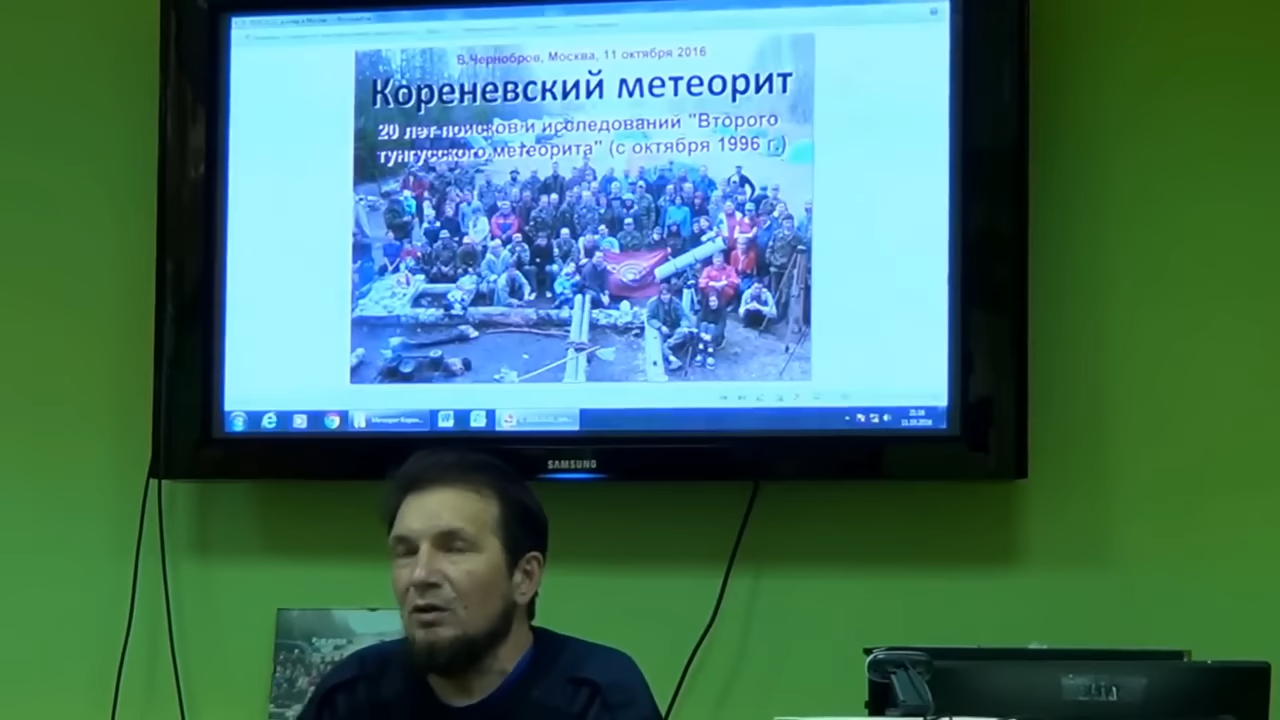 В.Чернобров, Москва, 11 октября 2016
Кореневский метеорит
20 лет поисков и исследований "Второго
тунгусского метеорита" (с октября 1996 г.)
SAMSUNG